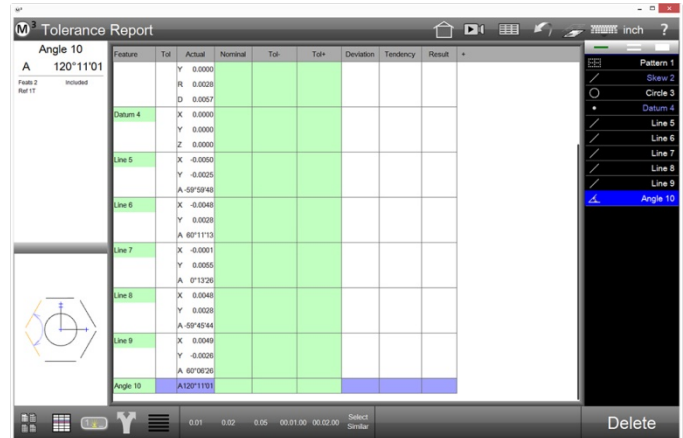 M³
M³ Tolerance Report
inch ?
Angle 10
A 120°11'01
Feats 2 Included
Ref 1T
Feature Tol Actual Nominal Tol- Tol+ Deviation Tendency Result +
Y 0.0000
R 0.0028
D 0.0057
Datum 4 X 0.0000
Y 0.0000
Z 0.0000
Line 5 X -0.0050
Y -0.0025
A -59°59'48
Line 6 X -0.0048
Y 0.0028
A 60°11'13
Line 7 X -0.0001
Y 0.0055
A 0°13'26
Line 8 X 0.0048
Y 0.0028
A -59°45'44
Line 9 X 0.0049
Y -0.0026
A 60°06'26
Angle 10 A 120°11'01
Pattern 1
Skew 2
Circle 3
Datum 4
Line 5
Line 6
Line 7
Line 8
Line 9
Angle 10
0.01 0.02 0.05 00.01.00 00.02.00 Select
Similar
Delete